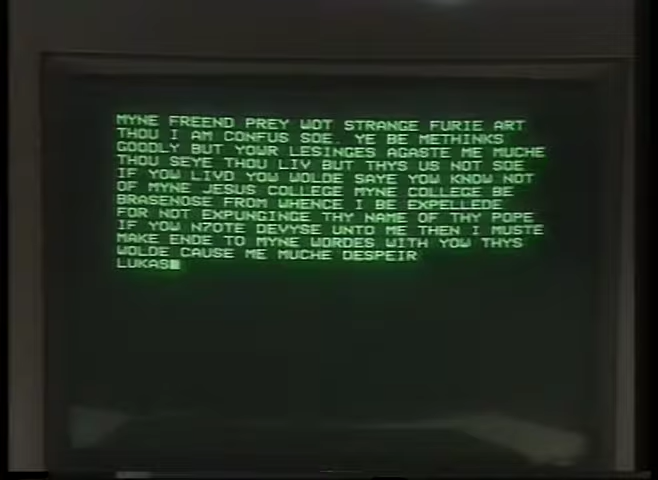 MYNE FREEND PREY WOT STRANGE FURIE ART
THOU I AM CONFUS SOE. YE BE METHINKS
GOODLY BUT YOWR LESINGES AGASTE ME MUCHE
THOU SEYE THOU LIV BUT THYS US NOT SOE
IF YOW LIVD YOW WOLDE SAYE YOW KNOW NOT
OF MYNE JESUS COLLEGE MYNE COLLEGE BE
BRASENOSE FROM WHENCE I BE EXPELLEDE
FOR NOT EXPUNGINGE THY NAME OF THY POPE
IF YOW N7OTE DEVYSE UNTO ME THEN I MUSTE
MAKE ENDE TO MYNE WORDES WITH YOW THYS
WOLDE CAUSE ME MUCHE DESPEIR
LUKAS